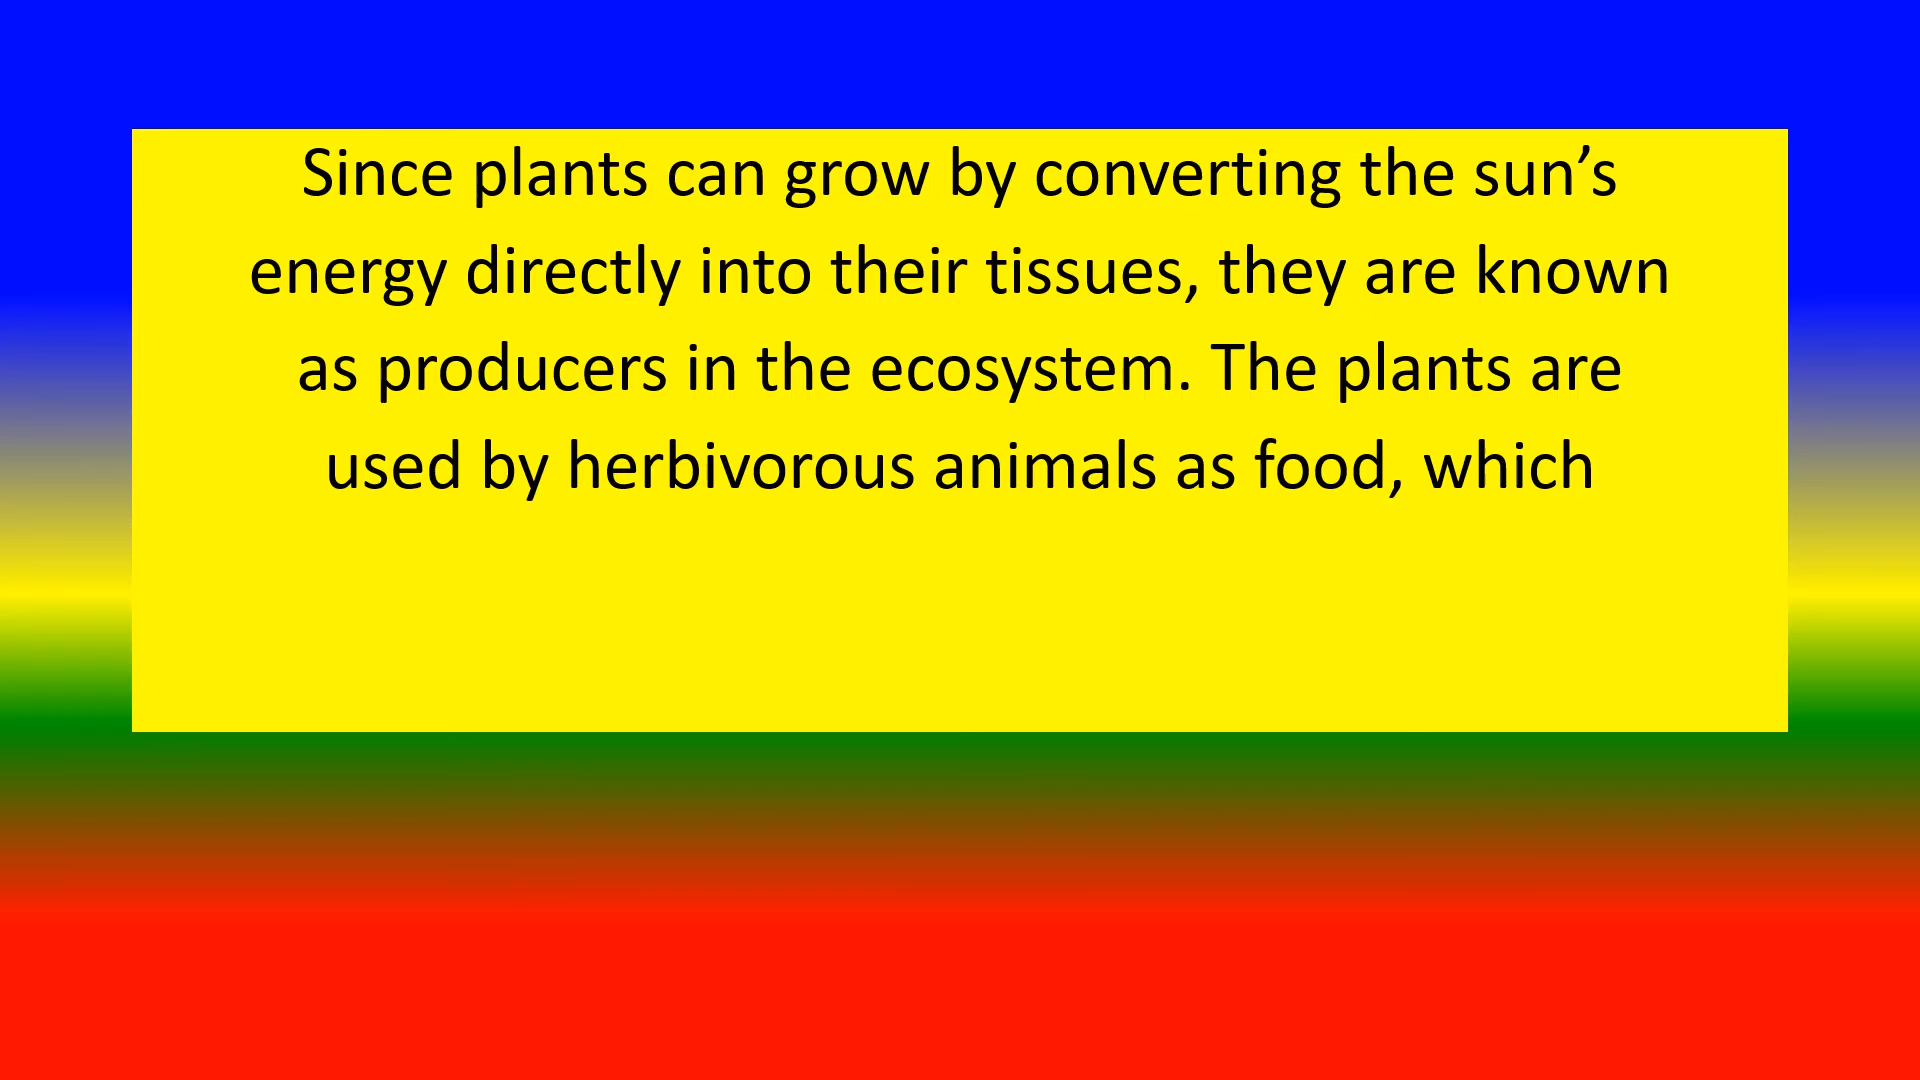 Since plants can grow by converting the sun’s
energy directly into their tissues, they are known
as producers in the ecosystem. The plants are
used by herbivorous animals as food, which